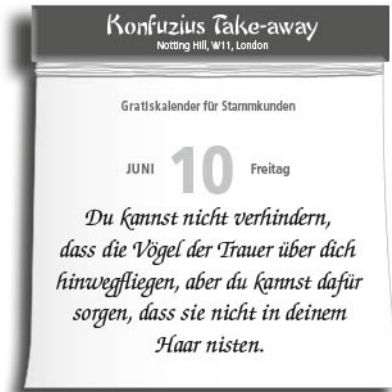 Konfuzius Take-away
Notting Hill, W11, London
Gratiskalender für Stammkunden
JUNI 10 Freitag
Du kannst nicht verhindern,
dass die Vögel der Trauer über dich
hinwegfliegen, aber du kannst dafür
sorgen, dass sie nicht in deinem
Haar nisten.